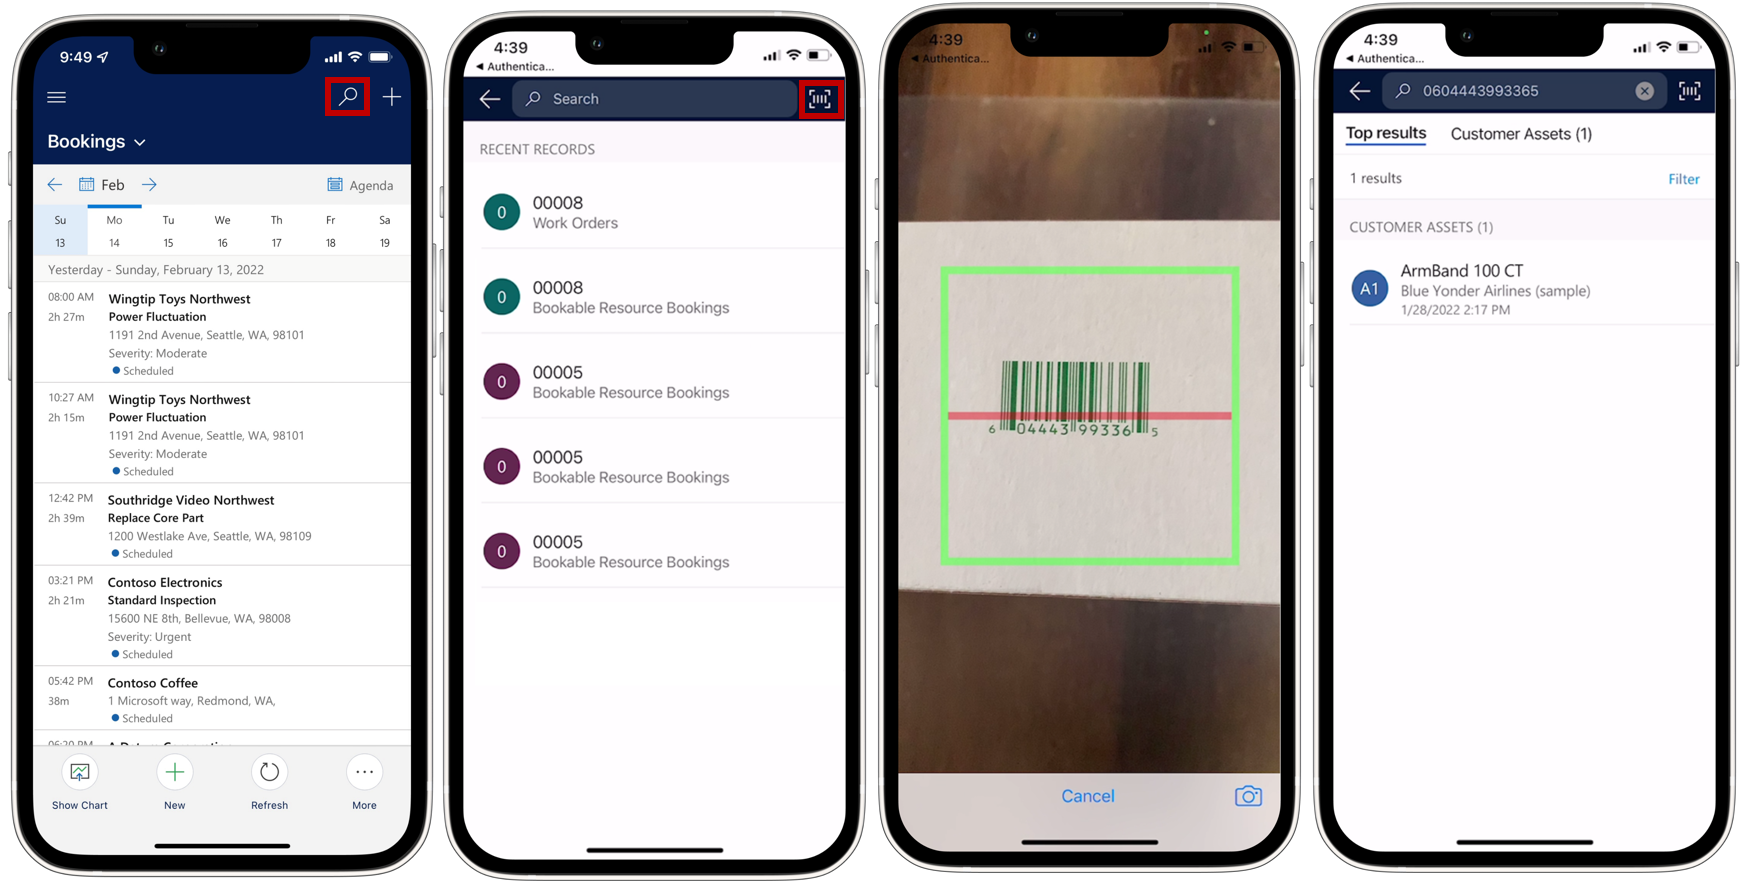 9:49
Bookings
Feb
Agenda
Su Mo Tu We Th Fr Sa
13 14 15 16 17 18 19
Yesterday - Sunday, February 13, 2022
08:00 AM Wingtip Toys Northwest
2h 27m Power Fluctuation
1191 2nd Avenue, Seattle, WA, 98101
Severity: Moderate
Scheduled
10:27 AM Wingtip Toys Northwest
2h 15m Power Fluctuation
1191 2nd Avenue, Seattle, WA, 98101
Severity: Moderate
Scheduled
12:42 PM Southridge Video Northwest
2h 39m Replace Core Part
1200 Westlake Ave, Seattle, WA, 98109
Scheduled
03:21 PM Contoso Electronics
2h 21m Standard Inspection
15600 NE 8th, Bellevue, WA, 98008
Severity: Urgent
Scheduled
05:42 PM Contoso Coffee
38m 1 Microsoft way, Redmond, WA,
Scheduled
Show Chart New Refresh More
4:39
Authentica...
Search
RECENT RECORDS
0 00008
Work Orders
0 00008
Bookable Resource Bookings
0 00005
Bookable Resource Bookings
0 00005
Bookable Resource Bookings
0 00005
Bookable Resource Bookings
4:39
Authentica...
6 04443 99336 5
Cancel
4:39
Authentica...
0604443993365
Top results Customer Assets (1)
1 results Filter
CUSTOMER ASSETS (1)
A1 ArmBand 100 CT
Blue Yonder Airlines (sample)
1/28/2022 2:17 PM